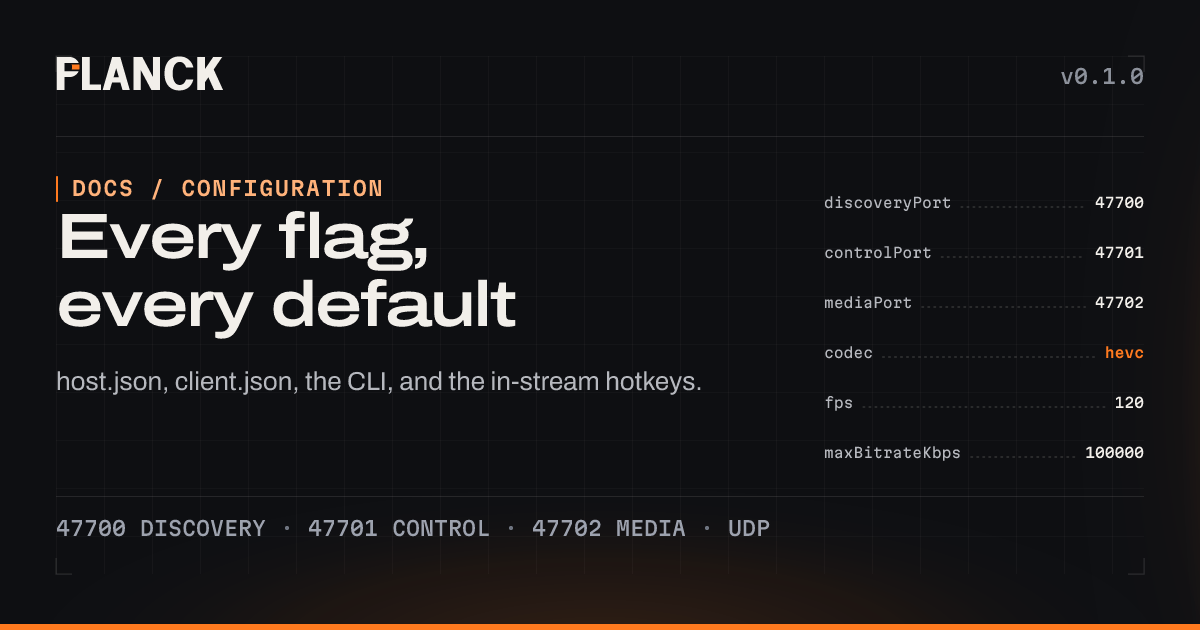 PLANCK
v0.1.0
DOCS / CONFIGURATION
Every flag,
every default
host.json, client.json, the CLI, and the in-stream hotkeys.
discoveryPort 47700
controlPort 47701
mediaPort 47702
codec hevc
fps 120
maxBitrateKbps 100000
47700 DISCOVERY · 47701 CONTROL · 47702 MEDIA · UDP